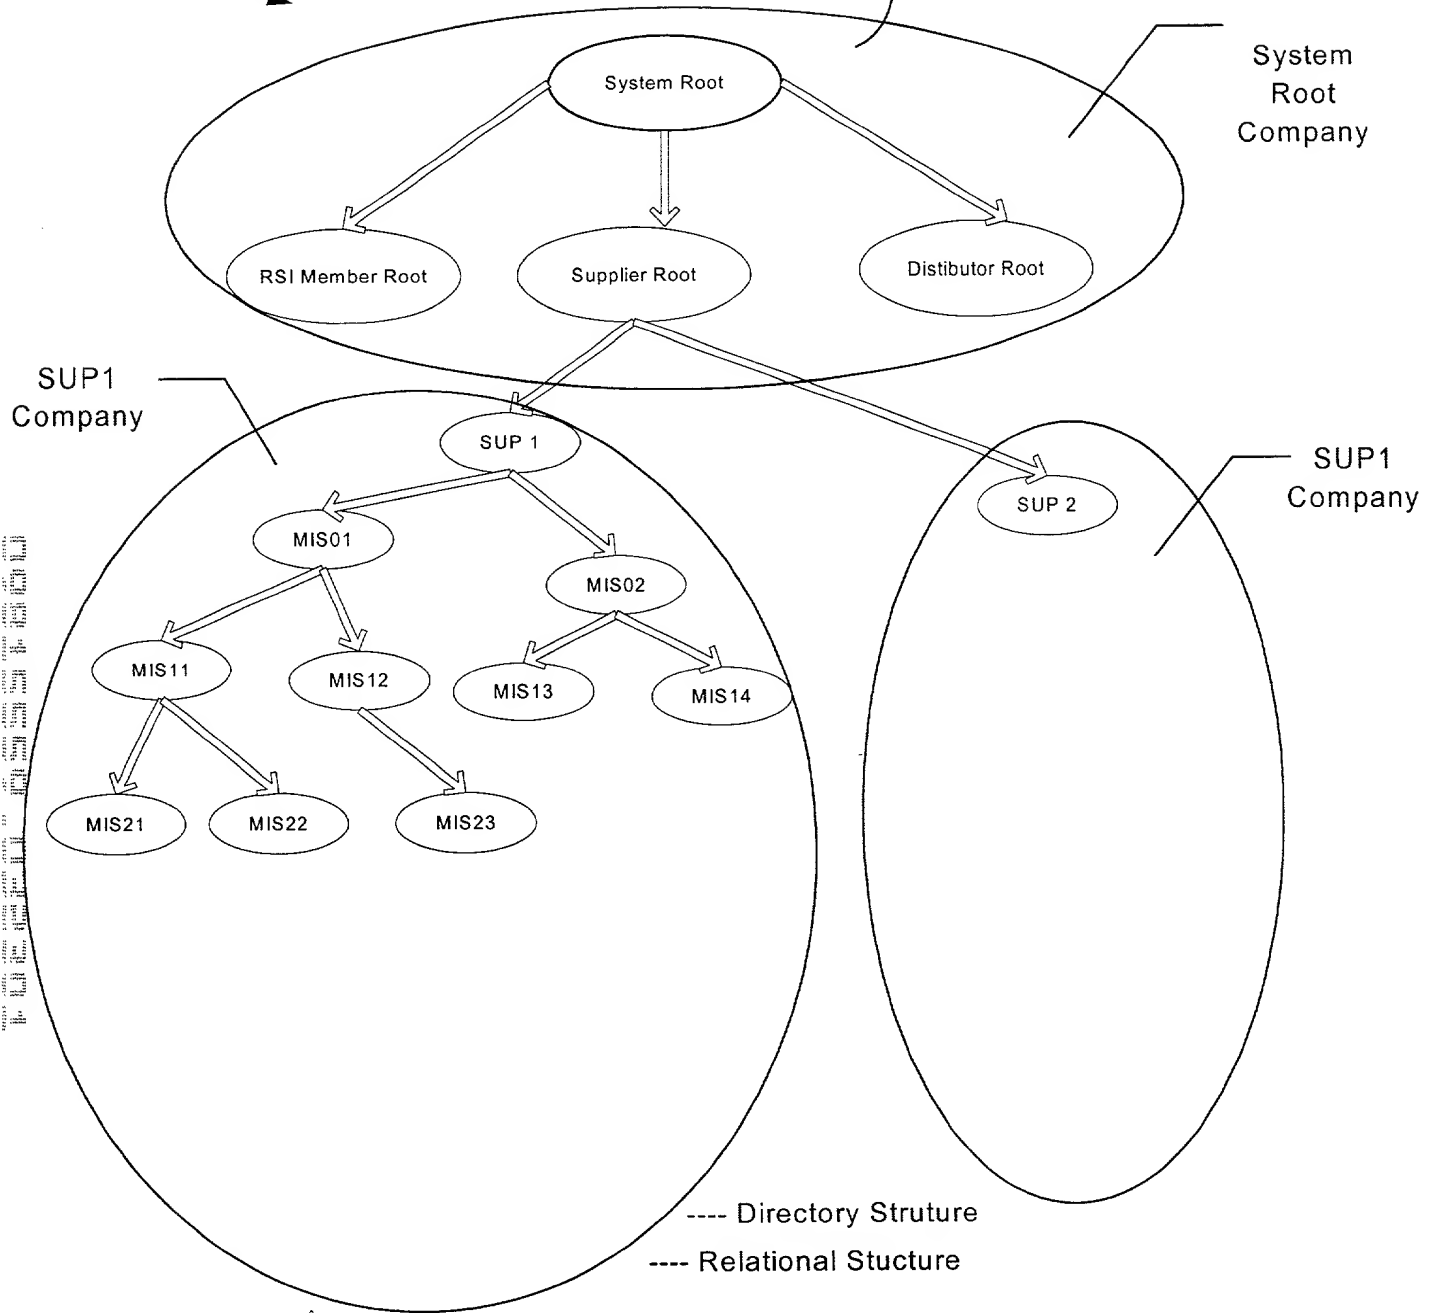 System Root
System
Root
Company
RSI Member Root
Supplier Root
Distibutor Root
SUP1
Company
SUP 1
SUP1
Company
SUP 2
MIS01
MIS02
MIS11
MIS12
MIS13
MIS14
MIS21
MIS22
MIS23
---- Directory Struture
---- Relational Stucture